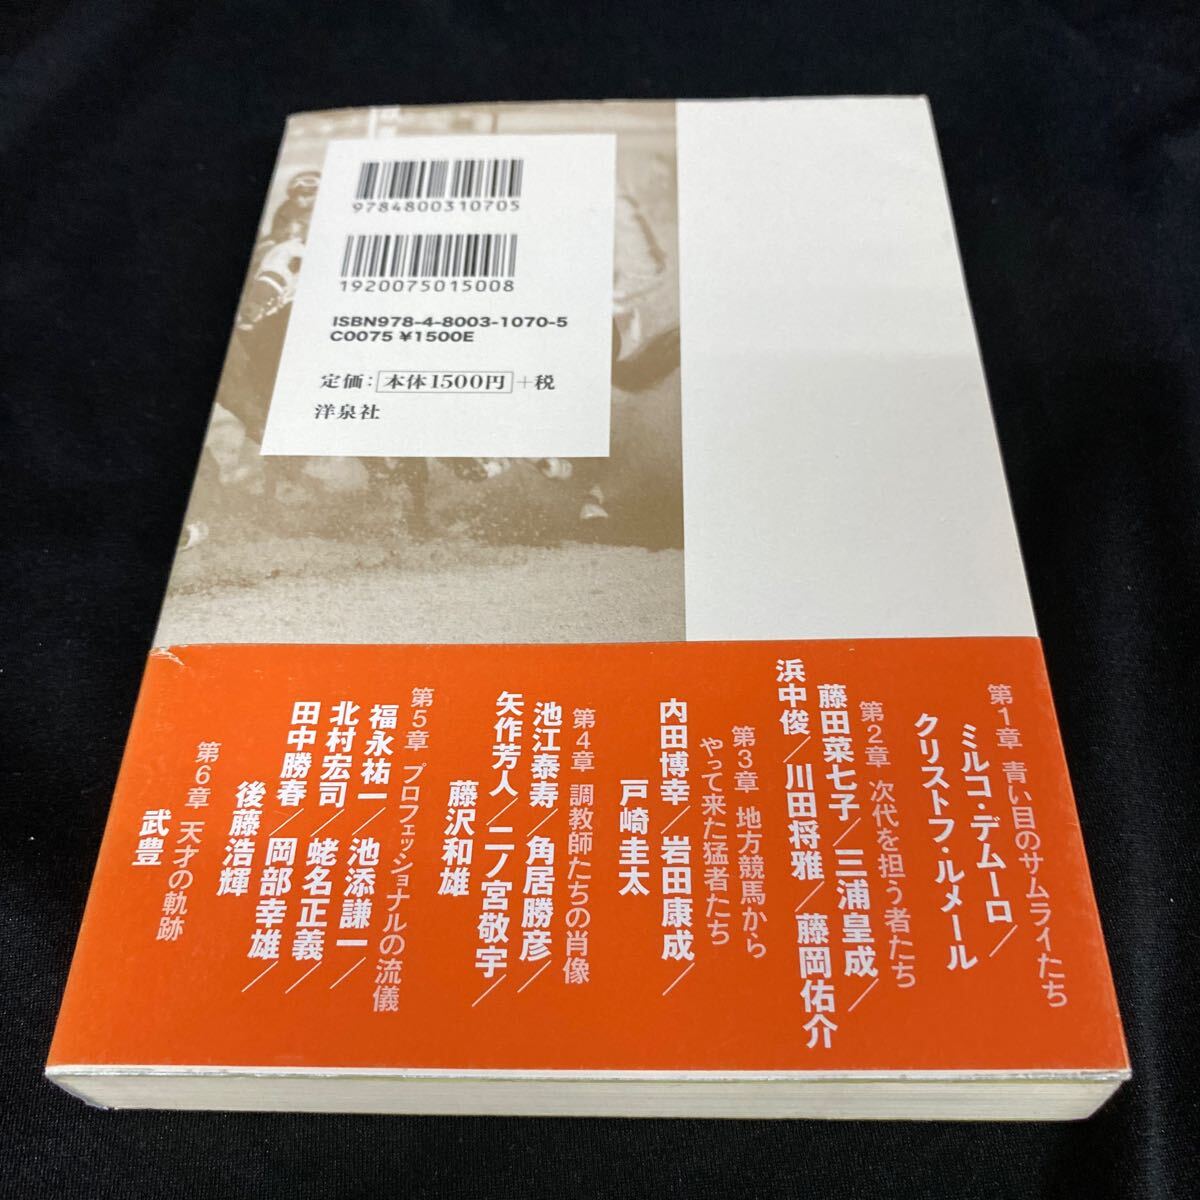 9784800310705
1920075015008
ISBN978-4-8003-1070-5
C0075 ¥1500E
定価：本体1500円＋税
洋泉社
第1章 青い目のサムライたち
ミルコ・デムーロ／
クリストフ・ルメール
第2章 次代を担う者たち
藤田菜七子／三浦皇成／
浜中俊／川田将雅／藤岡佑介
第3章 地方競馬から
やって来た猛者たち
内田博幸／岩田康成／
戸崎圭太
第4章 調教師たちの肖像
池江泰寿／角居勝彦／
矢作芳人／二ノ宮敬宇／
藤沢和雄
第5章 プロフェッショナルの流儀
福永祐一／池添謙一／
北村宏司／蛯名正義／
田中勝春／岡部幸雄／
後藤浩輝
第6章 天才の軌跡
武豊